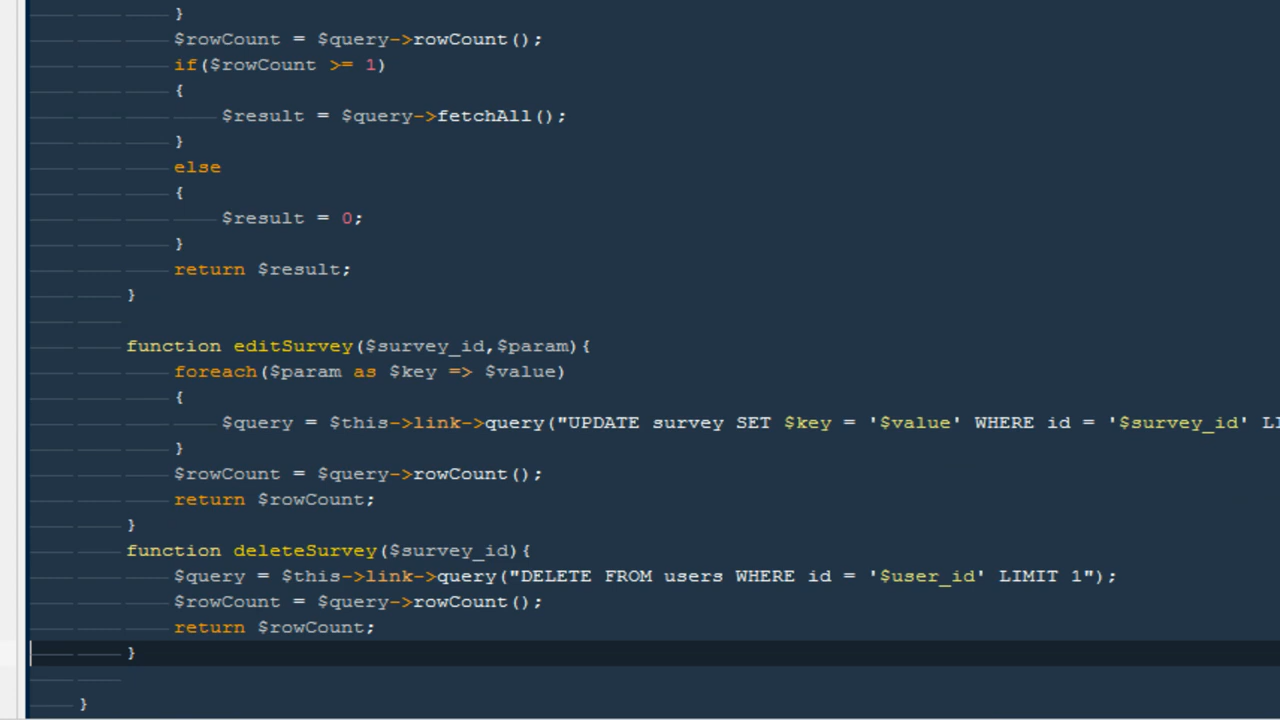 }
$rowCount = $query->rowCount();
if($rowCount >= 1)
{
$result = $query->fetchAll();
}
else
{
$result = 0;
}
return $result;
}
function editSurvey($survey_id,$param){
foreach($param as $key => $value)
{
$query = $this->link->query("UPDATE survey SET $key = '$value' WHERE id = '$survey_id'
}
$rowCount = $query->rowCount();
return $rowCount;
}
function deleteSurvey($survey_id){
$query = $this->link->query("DELETE FROM users WHERE id = '$user_id' LIMIT 1");
$rowCount = $query->rowCount();
return $rowCount;
}
}